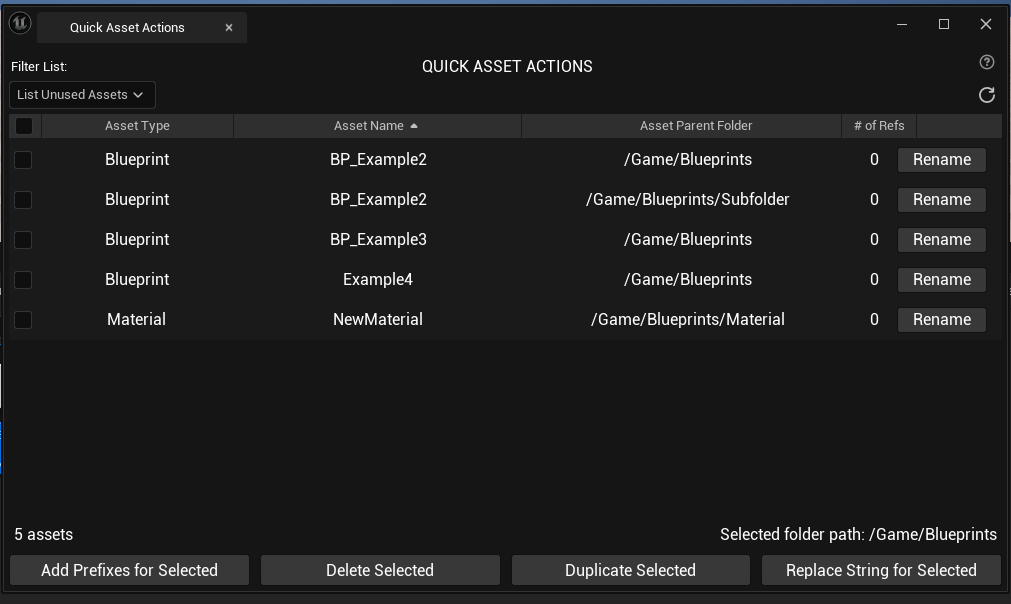 Quick Asset Actions
Filter List:
QUICK ASSET ACTIONS
List Unused Assets
Asset Type Asset Name Asset Parent Folder # of Refs
Blueprint BP_Example2 /Game/Blueprints 0 Rename
Blueprint BP_Example2 /Game/Blueprints/Subfolder 0 Rename
Blueprint BP_Example3 /Game/Blueprints 0 Rename
Blueprint Example4 /Game/Blueprints 0 Rename
Material NewMaterial /Game/Blueprints/Material 0 Rename
5 assets Selected folder path: /Game/Blueprints
Add Prefixes for Selected Delete Selected Duplicate Selected Replace String for Selected